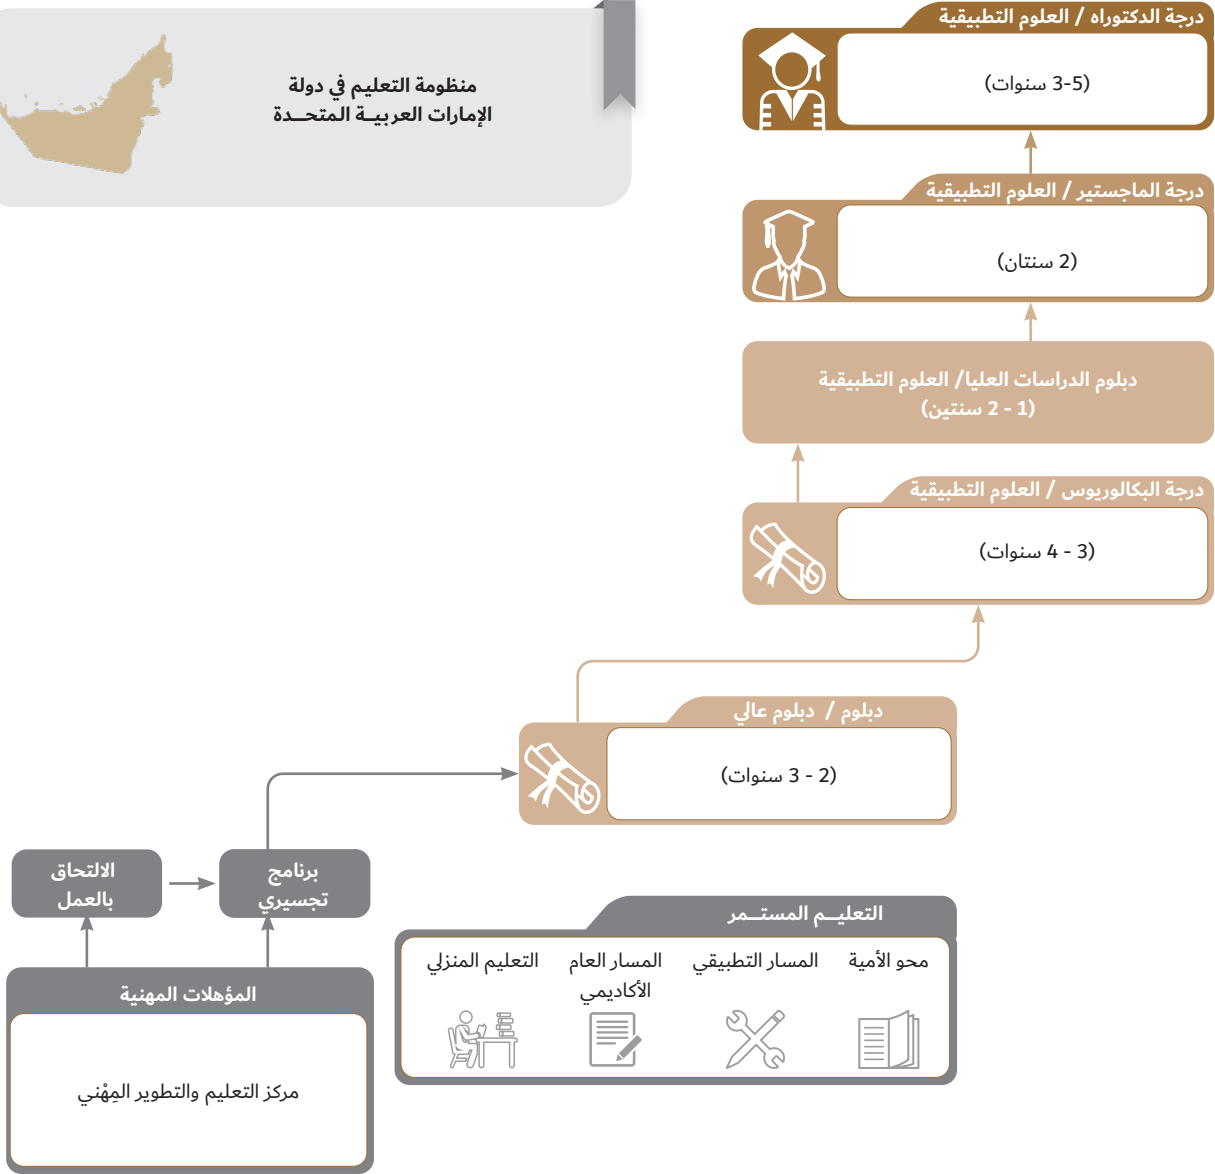 منظومة التعليم في دولة
الإمارات العربيــة المتحــدة
درجة الدكتوراه / العلوم التطبيقية
(3-5 سنوات)
درجة الماجستير / العلوم التطبيقية
(2 سنتان)
دبلوم الدراسات العليا/ العلوم التطبيقية
(1 - 2 سنتين)
درجة البكالوريوس / العلوم التطبيقية
(3 - 4 سنوات)
دبلوم / دبلوم عالي
(2 - 3 سنوات)
برنامج
تجسيري
الالتحاق
بالعمل
التعليــم المستــمر
محو الأمية
المسار التطبيقي
المسار العام
الأكاديمي
التعليم المنزلي
المؤهلات المهنية
مركز التعليم والتطوير المِهْني